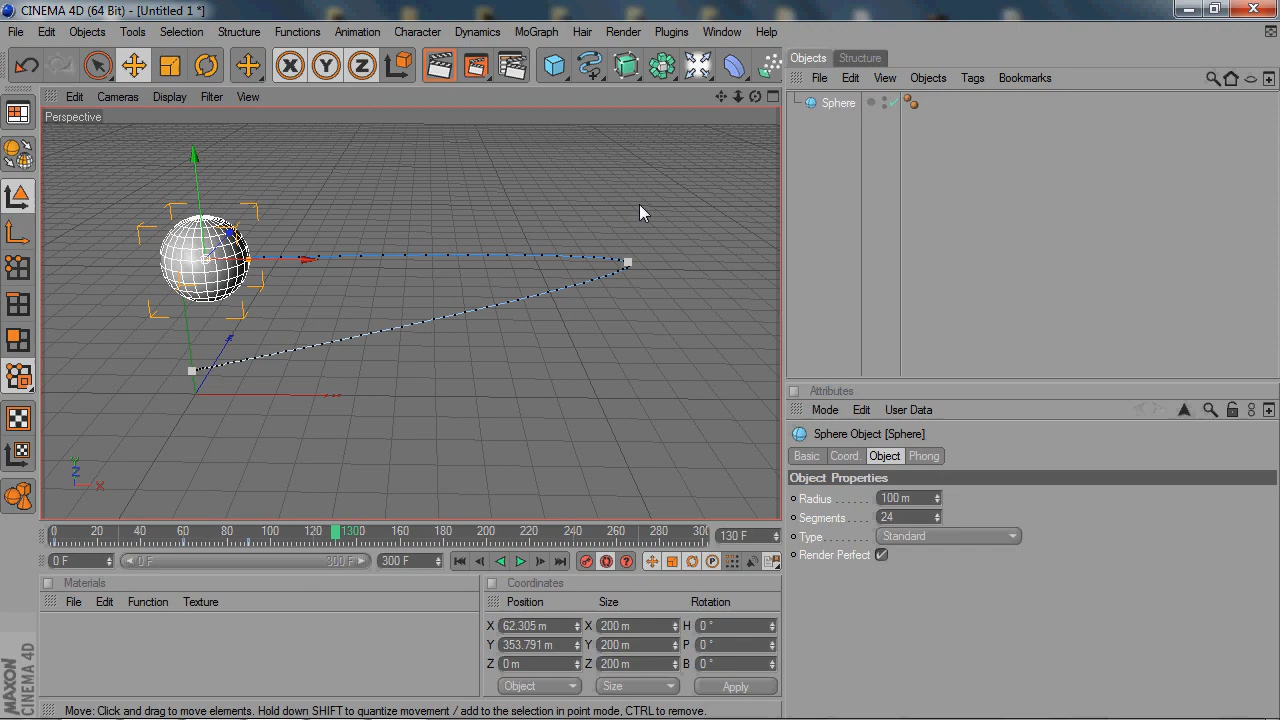 CINEMA 4D (64 Bit) - [Untitled 1 *]
File Edit Objects Tools Selection Structure Functions Animation Character Dynamics MoGraph Hair Render Plugins Window Help
X Y Z
Objects Structure
File Edit View Objects Tags Bookmarks
Edit Cameras Display Filter View
Sphere
Perspective
Attributes
Mode Edit User Data
Sphere Object [Sphere]
Basic Coord. Object Phong
Object Properties
Radius . . . . . . 100 m
Segments . . . . 24
Type . . . . . . . . Standard
Render Perfect
Y
Z
X
0 20 40 60 80 100 120 130 140 160 180 200 220 240 260 280 30 130 F
0 F 0 F 300 F 300 F
Materials
File Edit Function Texture
Coordinates
Position Size Rotation
X 62.305 m X 200 m H 0 °
Y 353.791 m Y 200 m P 0 °
Z 0 m Z 200 m B 0 °
Object Size Apply
MAXON
CINEMA 4D
Move: Click and drag to move elements. Hold down SHIFT to quantize movement / add to the selection in point mode, CTRL to remove.